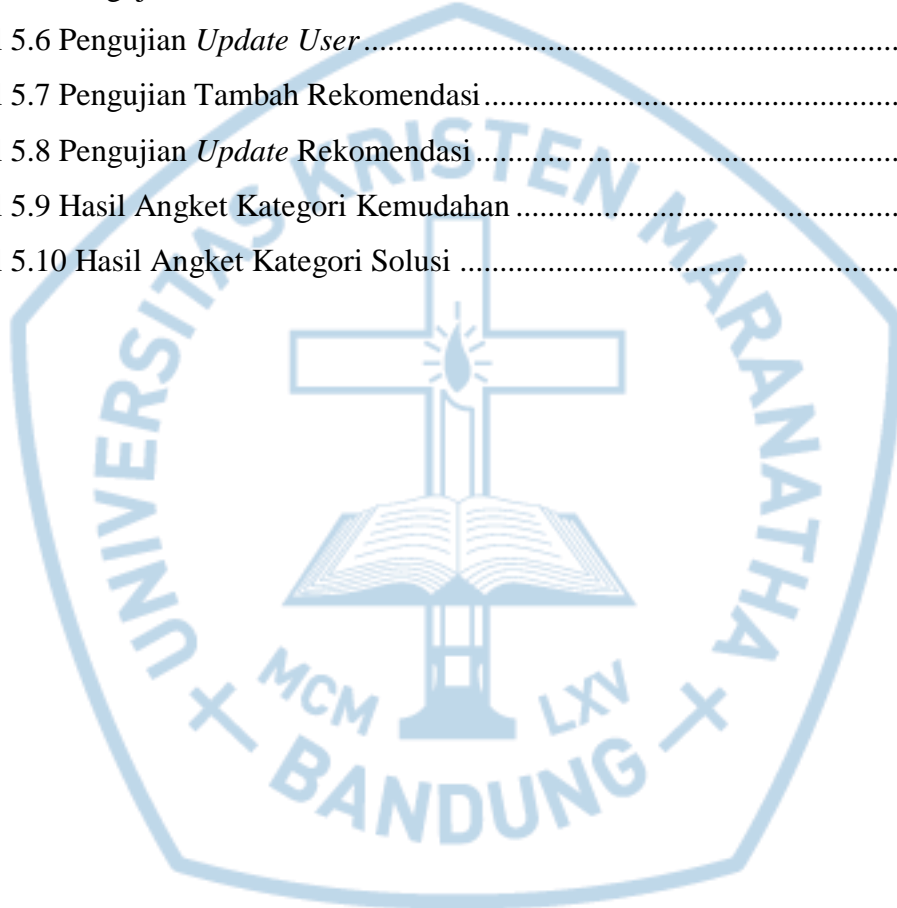 5.6 Pengujian Update User
5.7 Pengujian Tambah Rekomendasi
5.8 Pengujian Update Rekomendasi
5.9 Hasil Angket Kategori Kemudahan
5.10 Hasil Angket Kategori Solusi
UNIVERSITAS KRISTEN MARANATHA
MCM LXV
BANDUNG